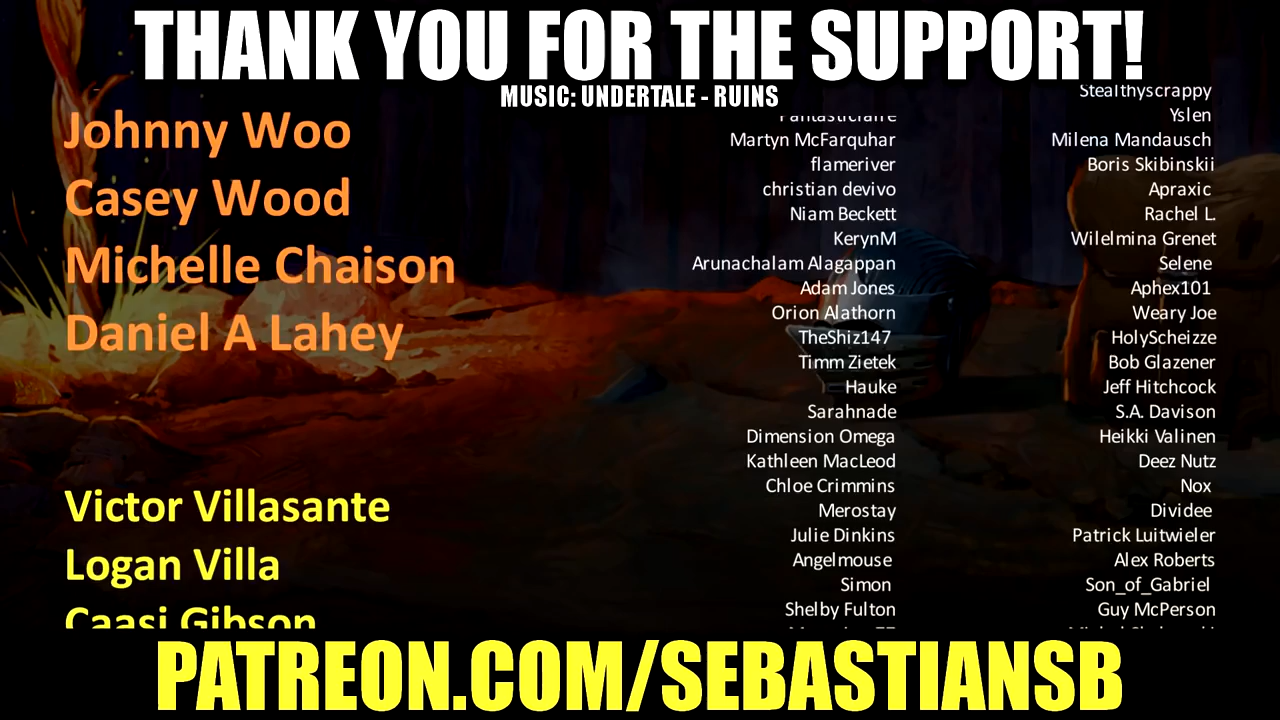 THANK YOU FOR THE SUPPORT!
MUSIC: UNDERTALE - RUINS
Johnny Woo
Casey Wood
Michelle Chaison
Daniel A Lahey
Victor Villasante
Logan Villa
Caasi Gibson
Martyn McFarquhar
flameriver
christian devivo
Niam Beckett
KerynM
Arunachalam Alagappan
Adam Jones
Orion Alathorn
TheShiz147
Timm Zietek
Hauke
Sarahnade
Dimension Omega
Kathleen MacLeod
Chloe Crimmins
Merostay
Julie Dinkins
Angelmouse
Simon
Shelby Fulton
Stealthyscrappy
Yslen
Milena Mandausch
Boris Skibinskii
Apraxic
Rachel L.
Wilelmina Grenet
Selene
Aphex101
Weary Joe
HolyScheizze
Bob Glazener
Jeff Hitchcock
S.A. Davison
Heikki Valinen
Deez Nutz
Nox
Dividee
Patrick Luitwieler
Alex Roberts
Son_of_Gabriel
Guy McPerson
PATREON.COM/SEBASTIANSB